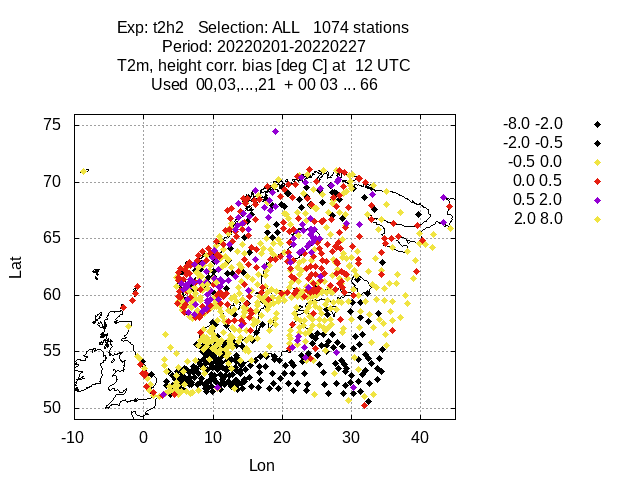 Exp: t2h2   Selection: ALL   1074 stations
Period: 20220201-20220227
T2m, height corr. bias [deg C] at  12 UTC
Used  00,03,...,21  + 00 03 ... 66
-8.0 -2.0
-2.0 -0.5
-0.5 0.0
0.0 0.5
0.5 2.0
2.0 8.0
75
70
65
60
55
50
Lat
-10 0 10 20 30 40
Lon